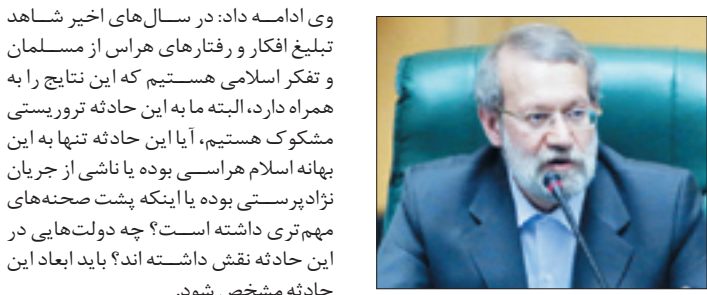 وی ادامه داد: در سال‌های اخیر شاهد
تبلیغ افکار و رفتارهای هراس از مسلمان
و تفکر اسلامی هستیم که این نتایج را به
همراه دارد، البته ما به این حادثه تروریستی
مشکوک هستیم، آیا این حادثه تنها به این
بهانه اسلام هراسی بوده یا ناشی از جریان
نژادپرستی بوده یا اینکه پشت صحنه‌های
مهم‌تری داشته است؟ چه دولت‌هایی در
این حادثه نقش داشته اند؟ باید ابعاد این
حادثه مشخص شود.